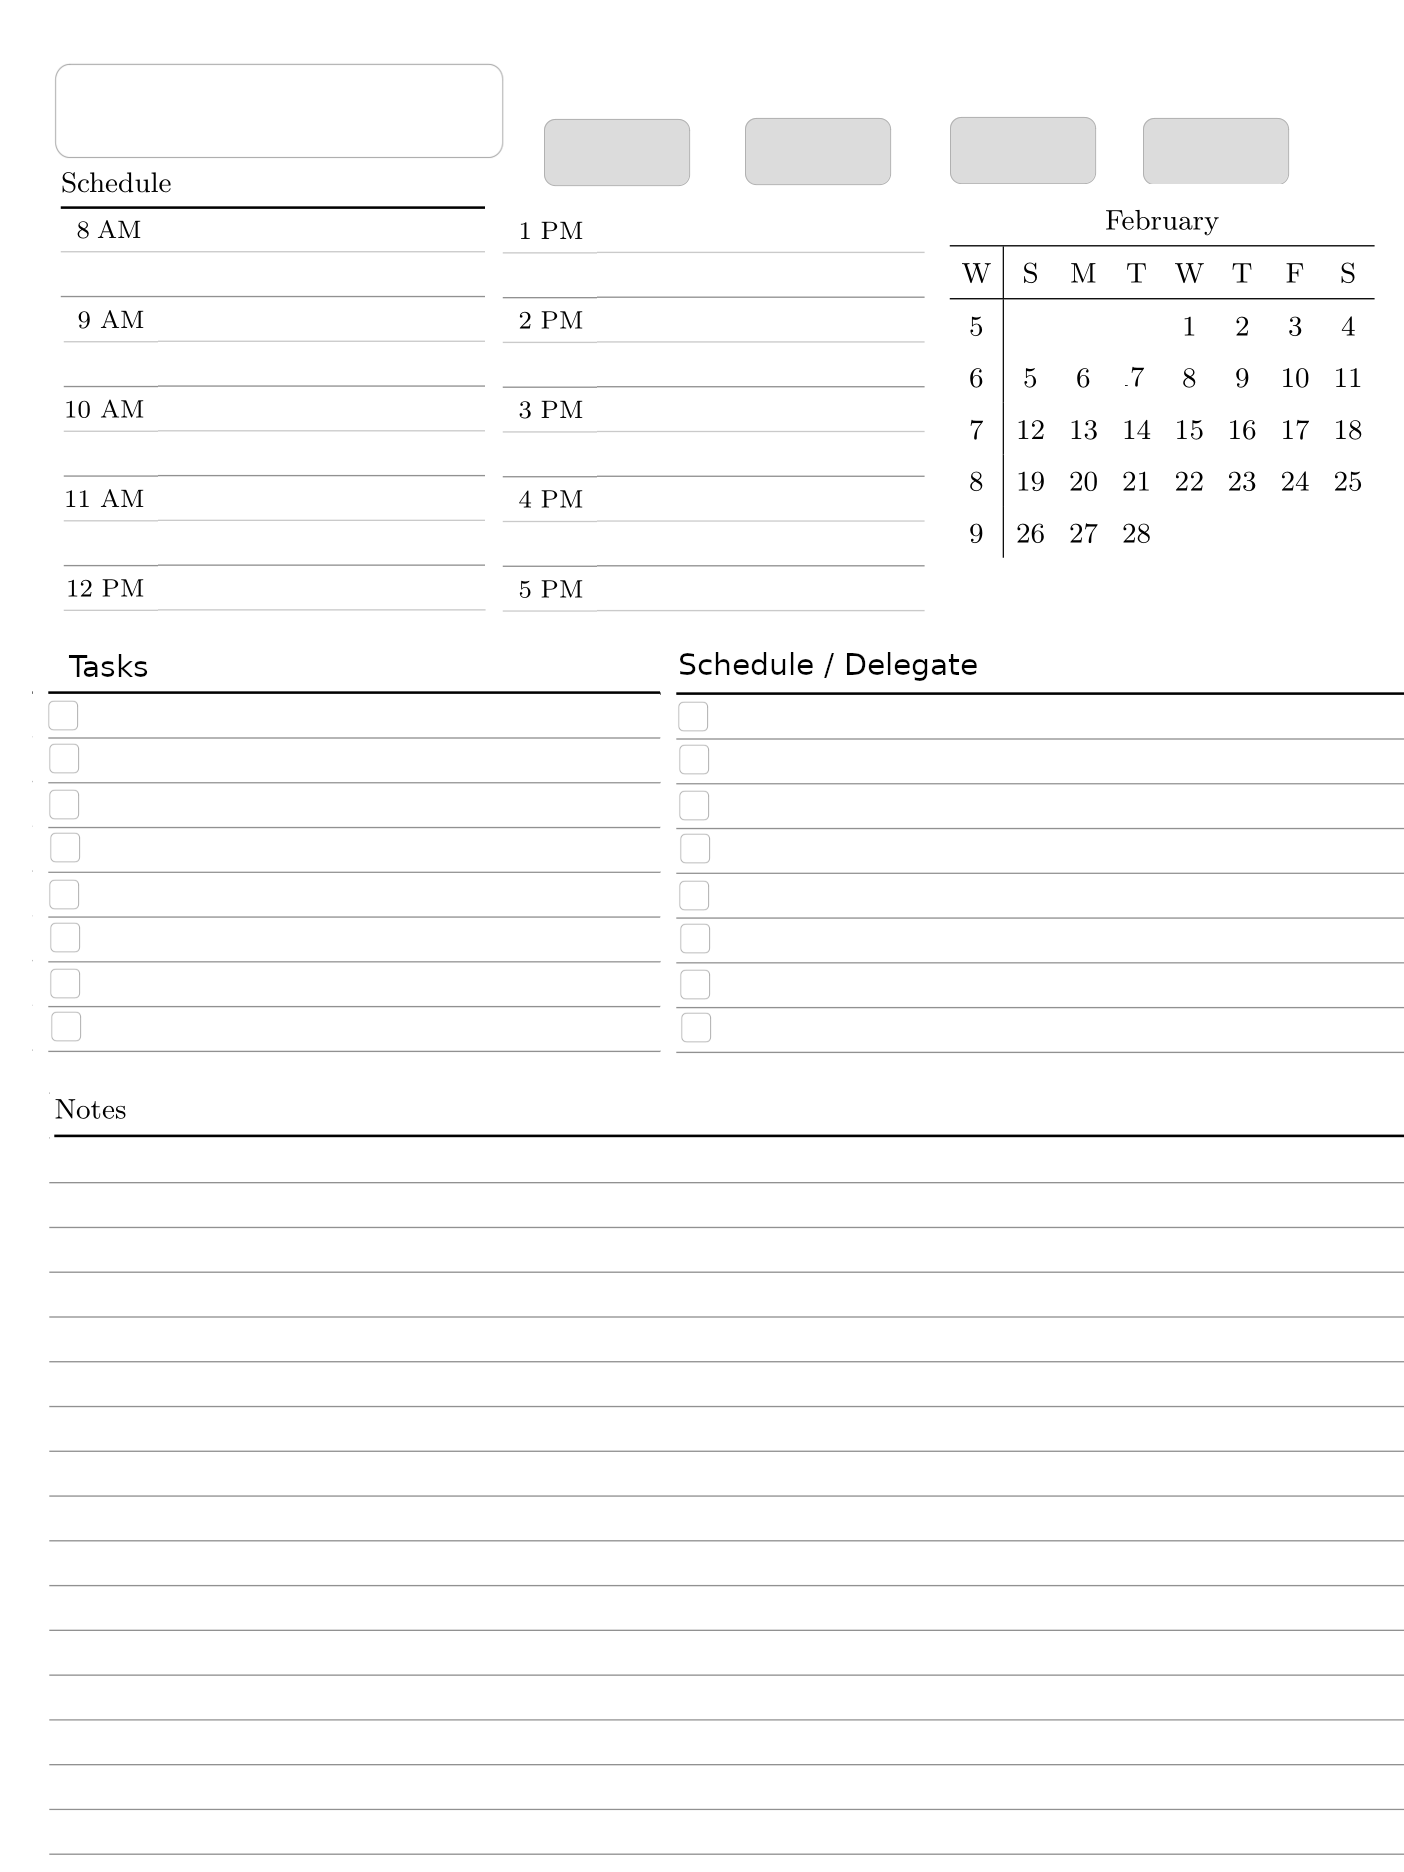 Schedule
8 AM
9 AM
10 AM
11 AM
12 PM
1 PM
2 PM
3 PM
4 PM
5 PM
February
W S M T W T F S
5 1 2 3 4
6 5 6 7 8 9 10 11
7 12 13 14 15 16 17 18
8 19 20 21 22 23 24 25
9 26 27 28
Tasks
Schedule / Delegate
Notes